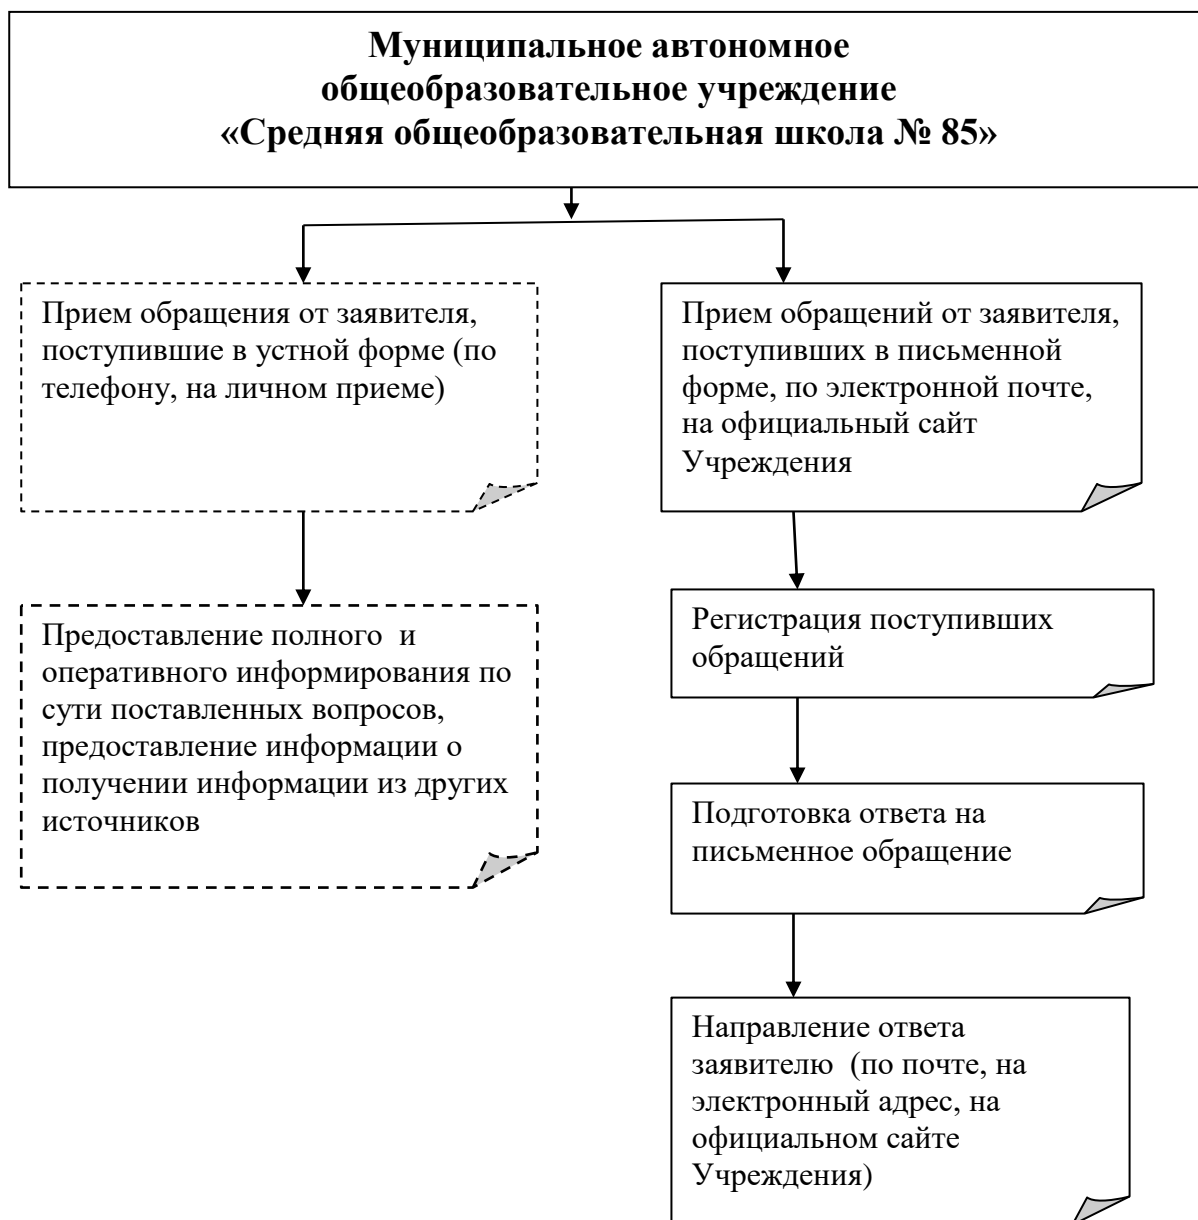 Муниципальное автономное
общеобразовательное учреждение
«Средняя общеобразовательная школа № 85»
Прием обращения от заявителя,
поступившие в устной форме (по
телефону, на личном приеме)
Прием обращений от заявителя,
поступивших в письменной
форме, по электронной почте,
на официальный сайт
Учреждения
Предоставление полного и
оперативного информирования по
сути поставленных вопросов,
предоставление информации о
получении информации из других
источников
Регистрация поступивших
обращений
Подготовка ответа на
письменное обращение
Направление ответа
заявителю (по почте, на
электронный адрес, на
официальном сайте
Учреждения)